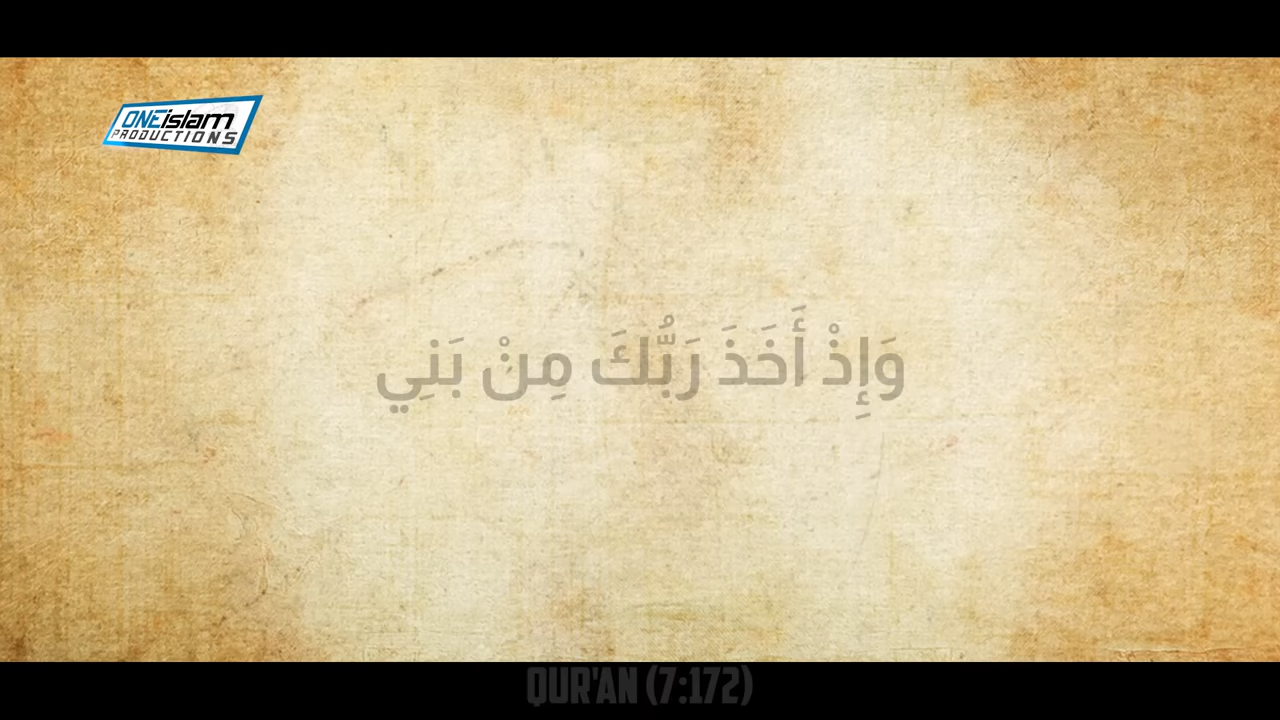 ONEislam
PRODUCTIONS
وَإِذْ أَخَذَ رَبُّكَ مِنْ بَنِي
QUR'AN (7:172)